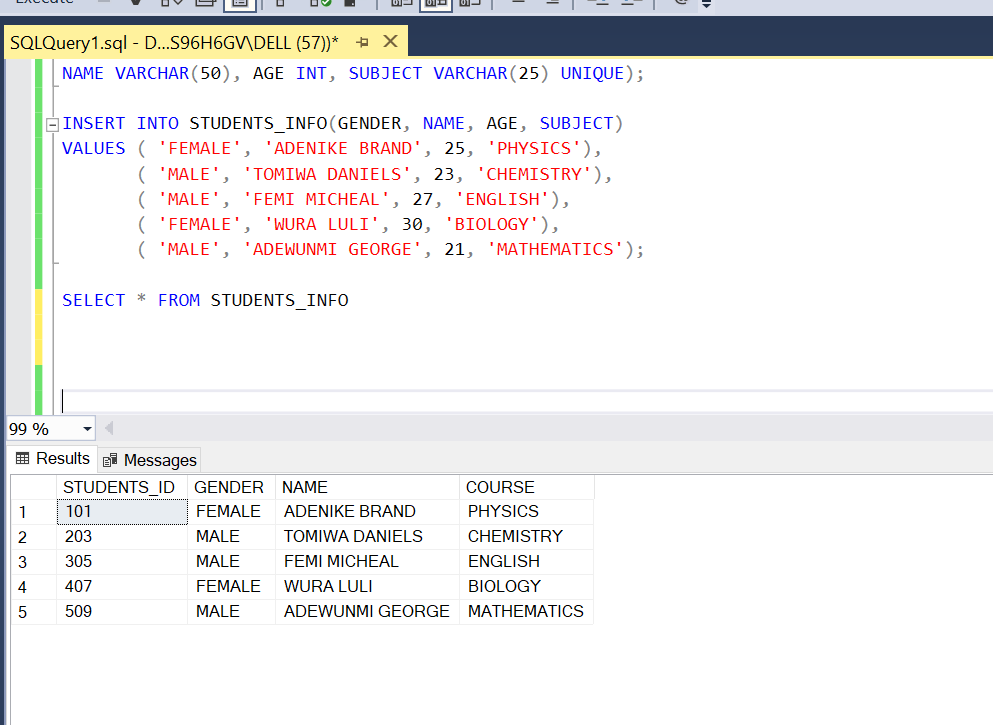 Execute
SQLQuery1.sql - D...S96H6GV\DELL (57))*
NAME VARCHAR(50), AGE INT, SUBJECT VARCHAR(25) UNIQUE);
INSERT INTO STUDENTS_INFO(GENDER, NAME, AGE, SUBJECT)
VALUES ( 'FEMALE', 'ADENIKE BRAND', 25, 'PHYSICS'),
( 'MALE', 'TOMIWA DANIELS', 23, 'CHEMISTRY'),
( 'MALE', 'FEMI MICHEAL', 27, 'ENGLISH'),
( 'FEMALE', 'WURA LULI', 30, 'BIOLOGY'),
( 'MALE', 'ADEWUNMI GEORGE', 21, 'MATHEMATICS');
SELECT * FROM STUDENTS_INFO
99 %
Results Messages
STUDENTS_ID GENDER NAME COURSE
1 101 FEMALE ADENIKE BRAND PHYSICS
2 203 MALE TOMIWA DANIELS CHEMISTRY
3 305 MALE FEMI MICHEAL ENGLISH
4 407 FEMALE WURA LULI BIOLOGY
5 509 MALE ADEWUNMI GEORGE MATHEMATICS